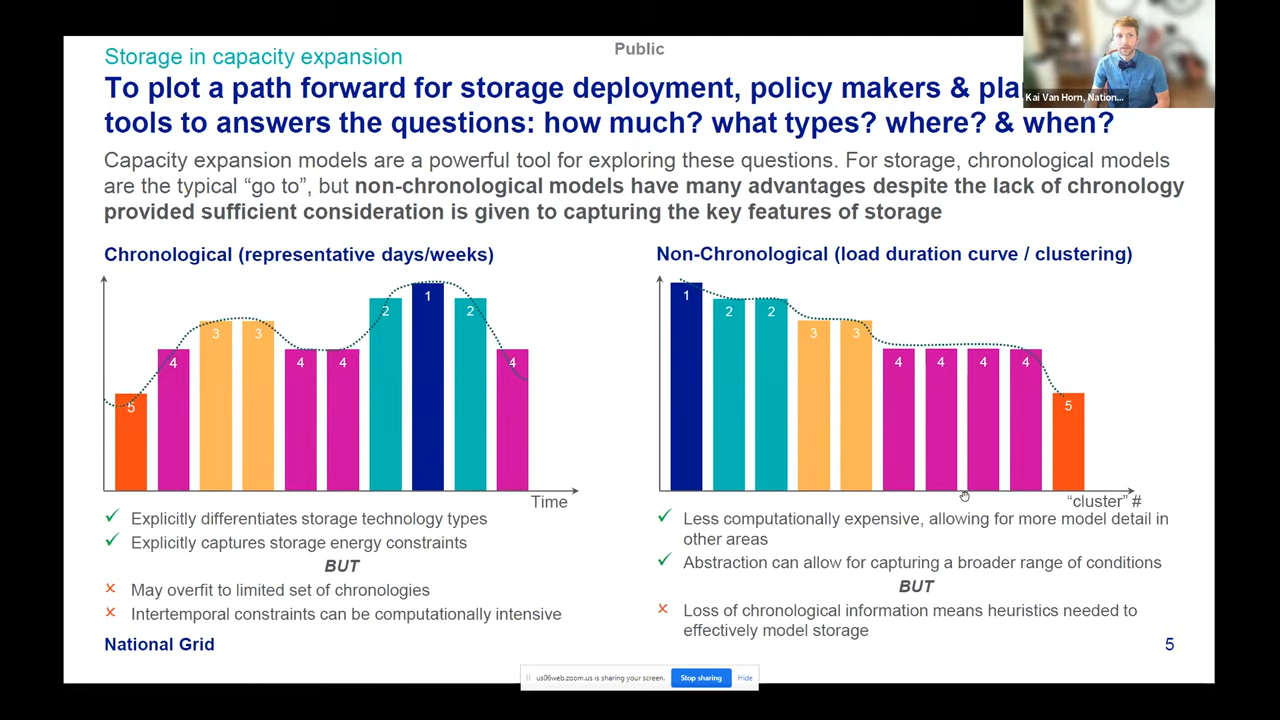 Public
Storage in capacity expansion
To plot a path forward for storage deployment, policy makers &
tools to answers the questions: how much? what types? where? & when?
Kai Van Horn, Nation...
Capacity expansion models are a powerful tool for exploring these questions. For storage, chronological models
are the typical “go to”, but non-chronological models have many advantages despite the lack of chronology
provided sufficient consideration is given to capturing the key features of storage
Chronological (representative days/weeks)
5 4 3 3 4 4 2 1 2 4
Time
✓ Explicitly differentiates storage technology types
✓ Explicitly captures storage energy constraints
BUT
× May overfit to limited set of chronologies
× Intertemporal constraints can be computationally intensive
Non-Chronological (load duration curve / clustering)
1 2 2 3 3 4 4 4 4 5
“cluster” #
✓ Less computationally expensive, allowing for more model detail in
other areas
✓ Abstraction can allow for capturing a broader range of conditions
BUT
× Loss of chronological information means heuristics needed to
effectively model storage
National Grid
5
us06web.zoom.us is sharing your screen.
Stop sharing
Hide